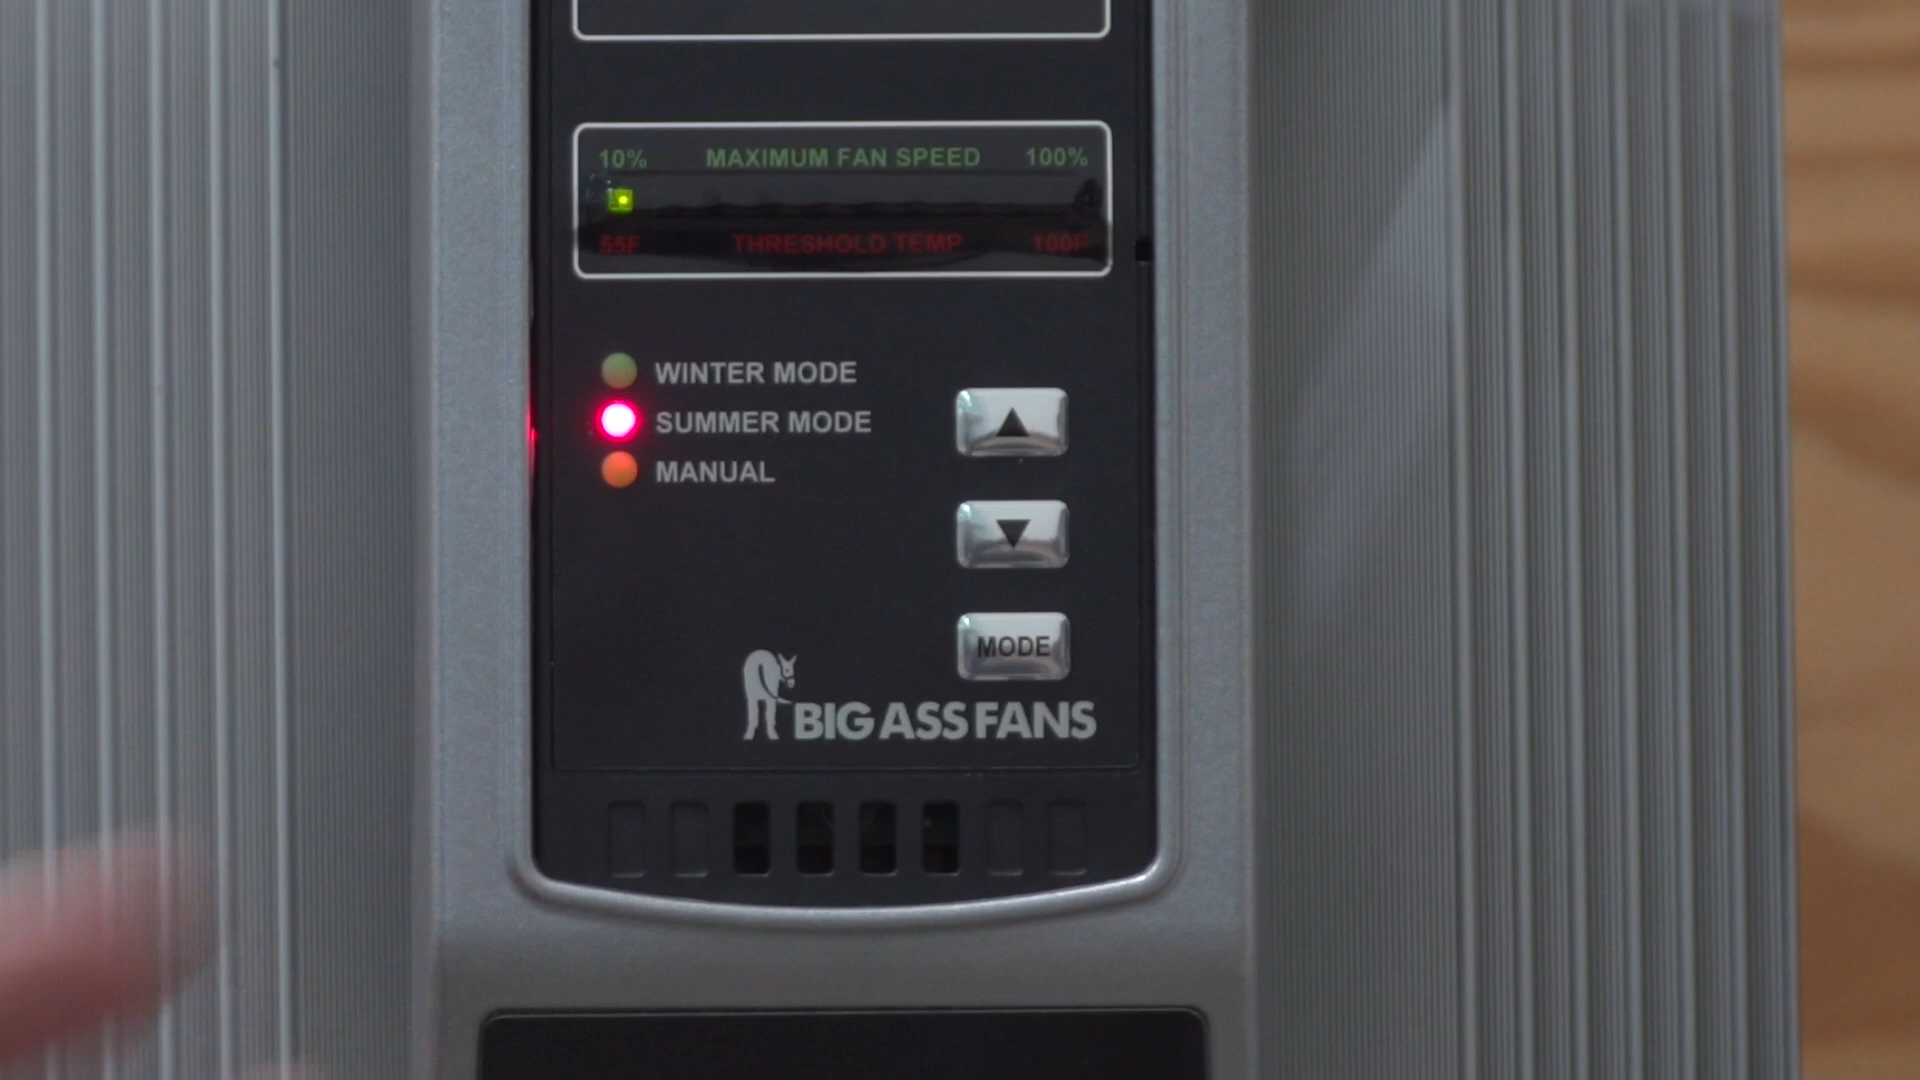 10% MAXIMUM FAN SPEED 100%
55F THRESHOLD TEMP 100F
WINTER MODE
SUMMER MODE
MANUAL
MODE
BIG ASS FANS